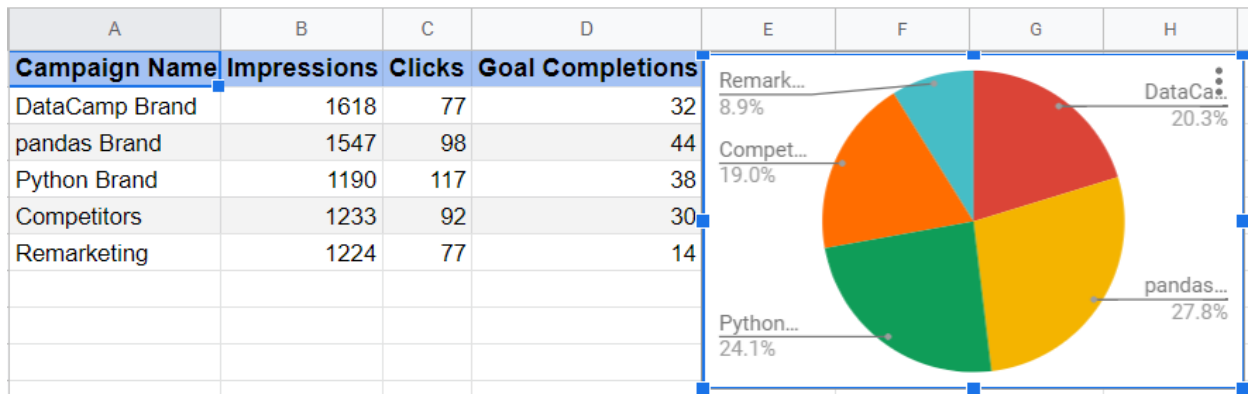 A B C D E F G H
Campaign Name Impressions Clicks Goal Completions
DataCamp Brand 1618 77 32
pandas Brand 1547 98 44
Python Brand 1190 117 38
Competitors 1233 92 30
Remarketing 1224 77 14
Remark...
8.9%
DataCa...
20.3%
Compet...
19.0%
pandas...
27.8%
Python...
24.1%